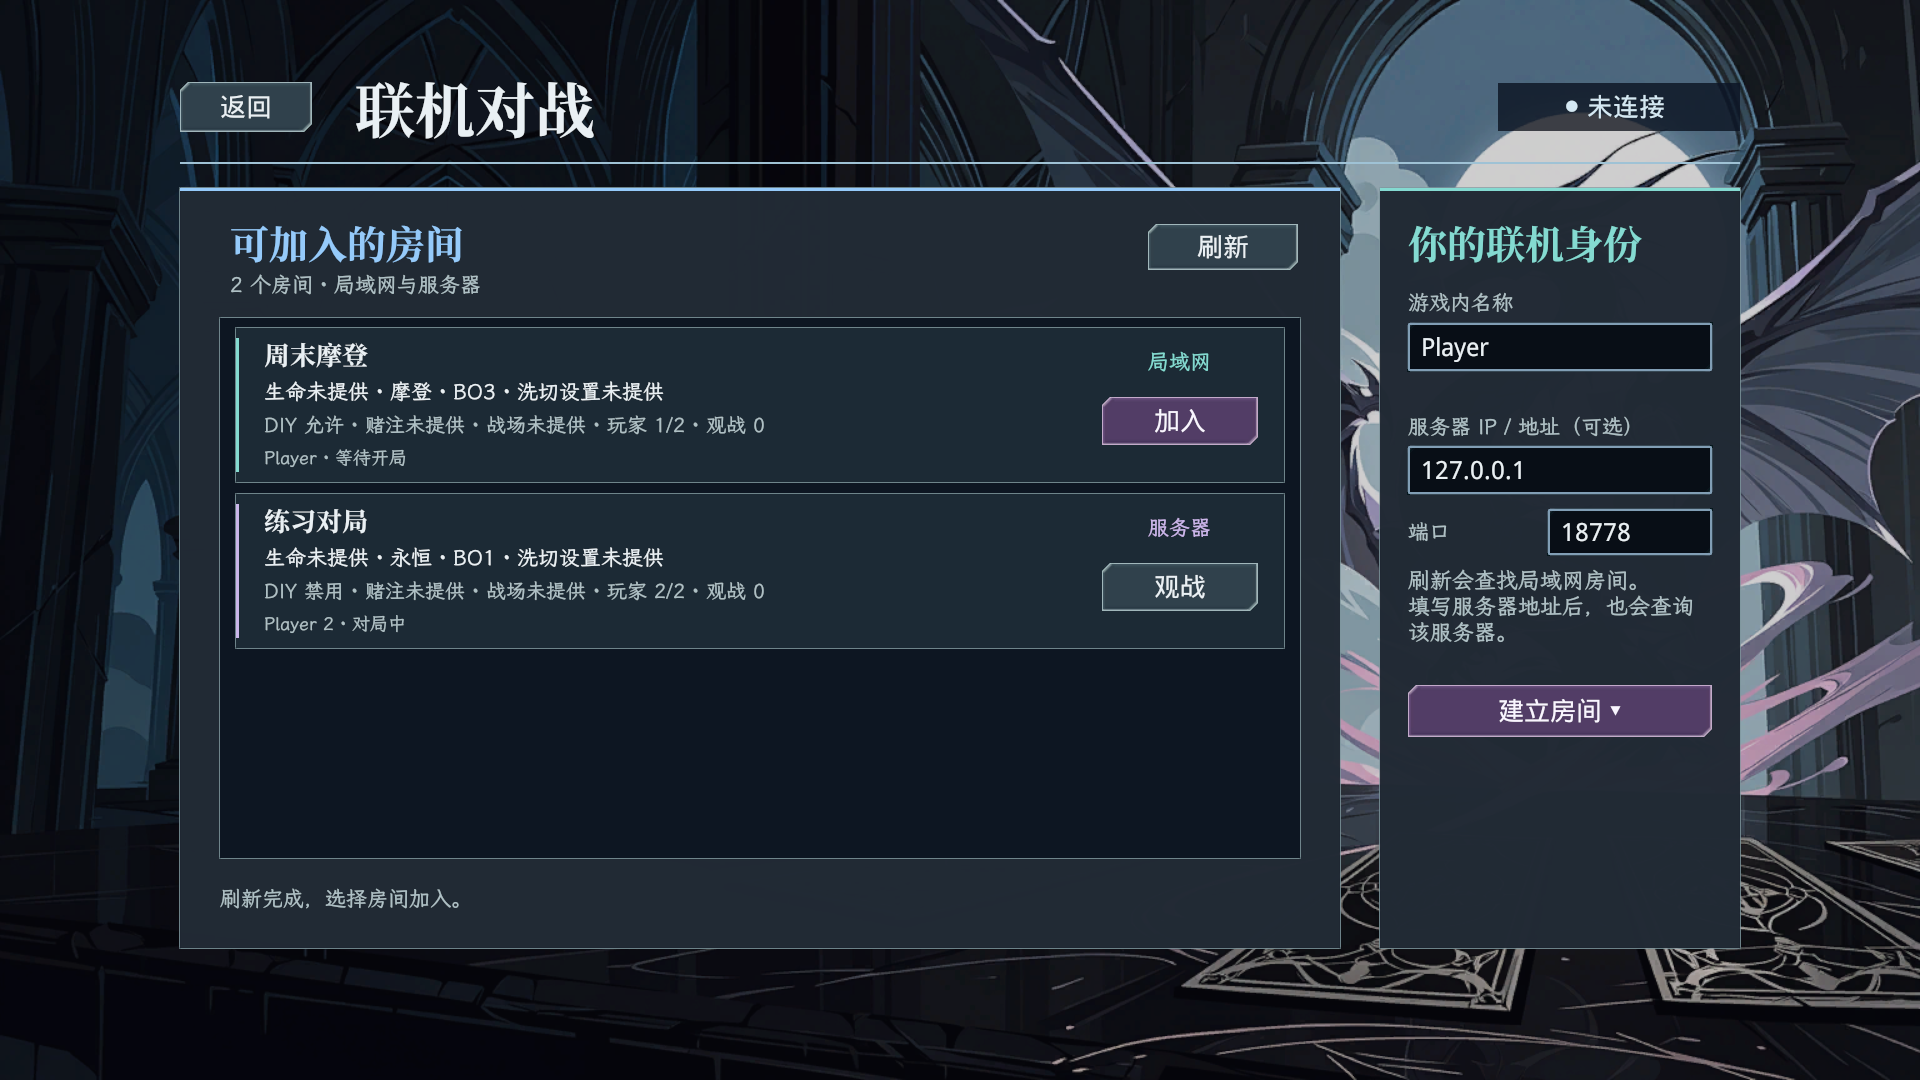 返回
联机对战
● 未连接
可加入的房间
刷新
2 个房间・局域网与服务器
周末摩登
局域网
生命未提供・摩登・BO3・洗切设置未提供
加入
DIY 允许・赌注未提供・战场未提供・玩家 1/2・观战 0
Player・等待开局
练习对局
服务器
生命未提供・永恒・BO1・洗切设置未提供
观战
DIY 禁用・赌注未提供・战场未提供・玩家 2/2・观战 0
Player 2・对局中
刷新完成，选择房间加入。
你的联机身份
游戏内名称
Player
服务器 IP / 地址（可选）
127.0.0.1
端口
18778
刷新会查找局域网房间。
填写服务器地址后，也会查询
该服务器。
建立房间 ▾